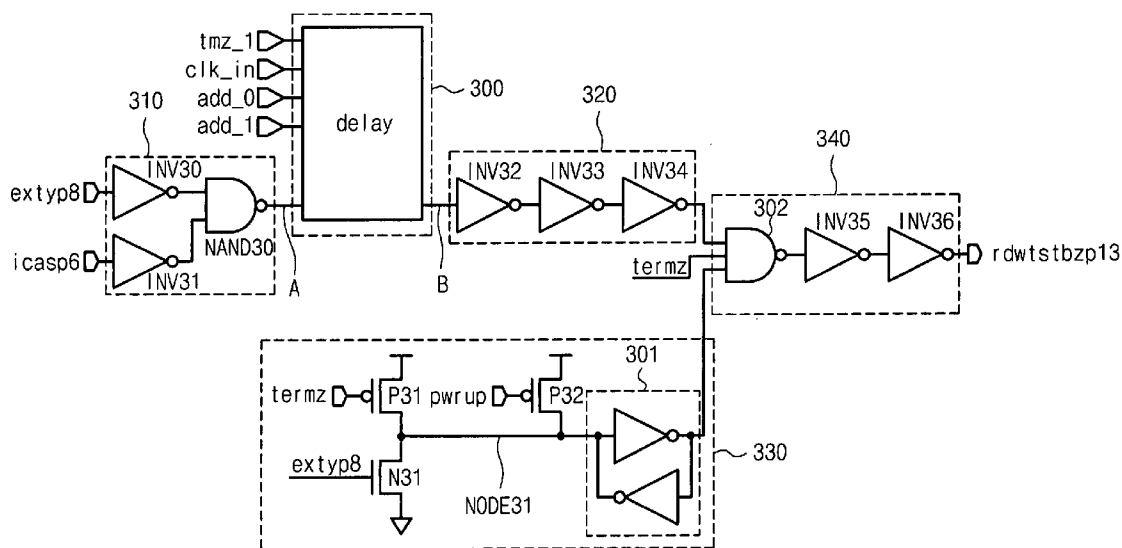 tmz_1
clk_in
add_0
add_1
delay
300
310
extyp8
INV30
icasp6
INV31
NAND30
A
B
320
INV32
INV33
INV34
340
302
INV35
INV36
termz
rdwtstbzp13
termz
P31
pwrup
P32
301
330
extyp8
N31
NODE31